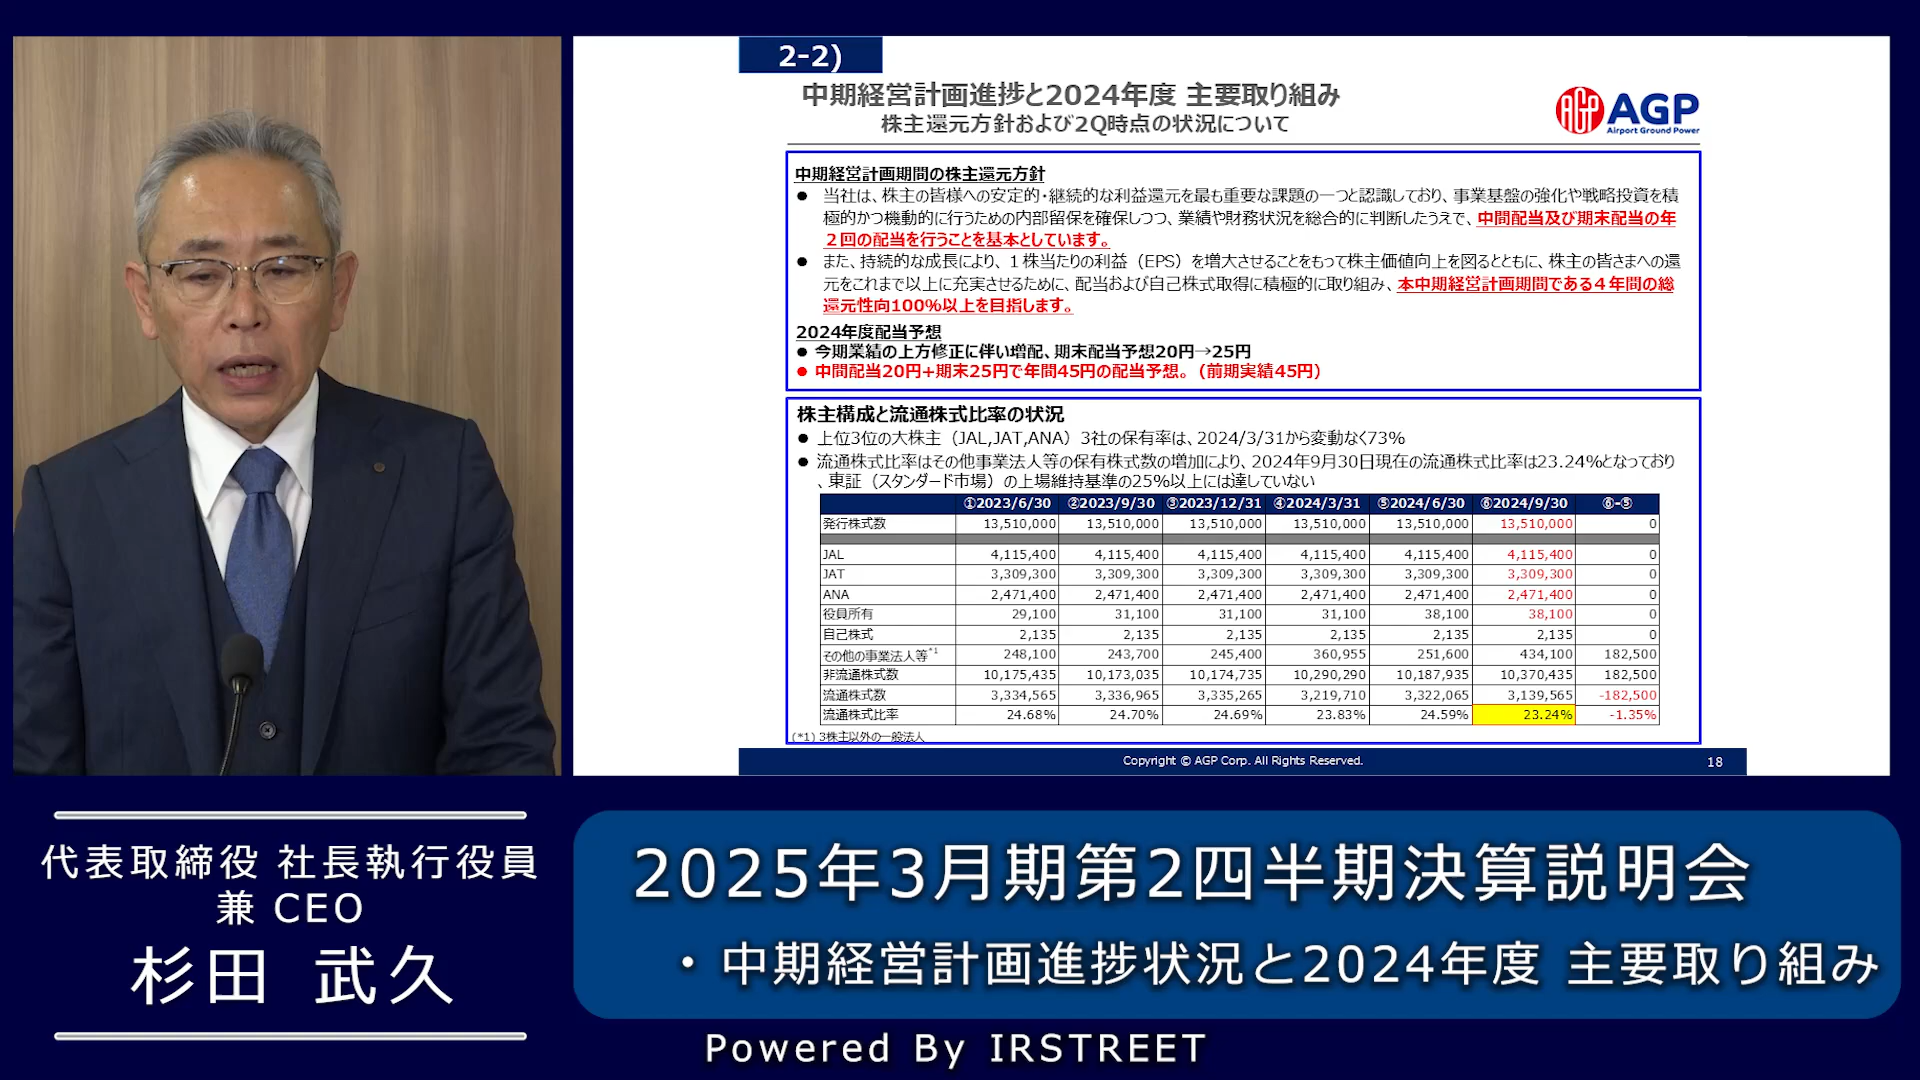 2-2)
中期経営計画進捗と2024年度 主要取り組み
株主還元方針および2Q時点の状況について
AGP AGP
Airport Ground Power
中期経営計画期間の株主還元方針
● 当社は、株主の皆様への安定的・継続的な利益還元を最も重要な課題の一つと認識しており、事業基盤の強化や戦略投資を積
極的かつ機動的に行うための内部留保を確保しつつ、業績や財務状況を総合的に判断したうえで、中間配当及び期末配当の年
２回の配当を行うことを基本としています。
● また、持続的な成長により、１株当たりの利益（EPS）を増大させることをもって株主価値向上を図るとともに、株主の皆さまへの還
元をこれまで以上に充実させるために、配当および自己株式取得に積極的に取り組み、本中期経営計画期間である４年間の総
還元性向100%以上を目指します。
2024年度配当予想
● 今期業績の上方修正に伴い増配、期末配当予想20円→25円
● 中間配当20円+期末25円で年間45円の配当予想。(前期実績45円)
株主構成と流通株式比率の状況
● 上位3位の大株主（JAL,JAT,ANA）3社の保有率は、2024/3/31から変動なく73%
● 流通株式比率はその他事業法人等の保有株式数の増加により、2024年9月30日現在の流通株式比率は23.24%となっており
、東証（スタンダード市場）の上場維持基準の25%以上には達していない
①2023/6/30 ②2023/9/30 ③2023/12/31 ④2024/3/31 ⑤2024/6/30 ⑥2024/9/30 ⑥-⑤
発行株式数 13,510,000 13,510,000 13,510,000 13,510,000 13,510,000 13,510,000 0
JAL 4,115,400 4,115,400 4,115,400 4,115,400 4,115,400 4,115,400 0
JAT 3,309,300 3,309,300 3,309,300 3,309,300 3,309,300 3,309,300 0
ANA 2,471,400 2,471,400 2,471,400 2,471,400 2,471,400 2,471,400 0
役員所有 29,100 31,100 31,100 31,100 38,100 38,100 0
自己株式 2,135 2,135 2,135 2,135 2,135 2,135 0
その他の事業法人等*1 248,100 243,700 245,400 360,955 251,600 434,100 182,500
非流通株式数 10,175,435 10,173,035 10,174,735 10,290,290 10,187,935 10,370,435 182,500
流通株式数 3,334,565 3,336,965 3,335,265 3,219,710 3,322,065 3,139,565 -182,500
流通株式比率 24.68% 24.70% 24.69% 23.83% 24.59% 23.24% -1.35%
(*1) 3株主以外の一般法人
Copyright © AGP Corp. All Rights Reserved.
18
代表取締役 社長執行役員
兼 CEO
杉田 武久
2025年3月期第2四半期決算説明会
・中期経営計画進捗状況と2024年度 主要取り組み
Powered By IRSTREET